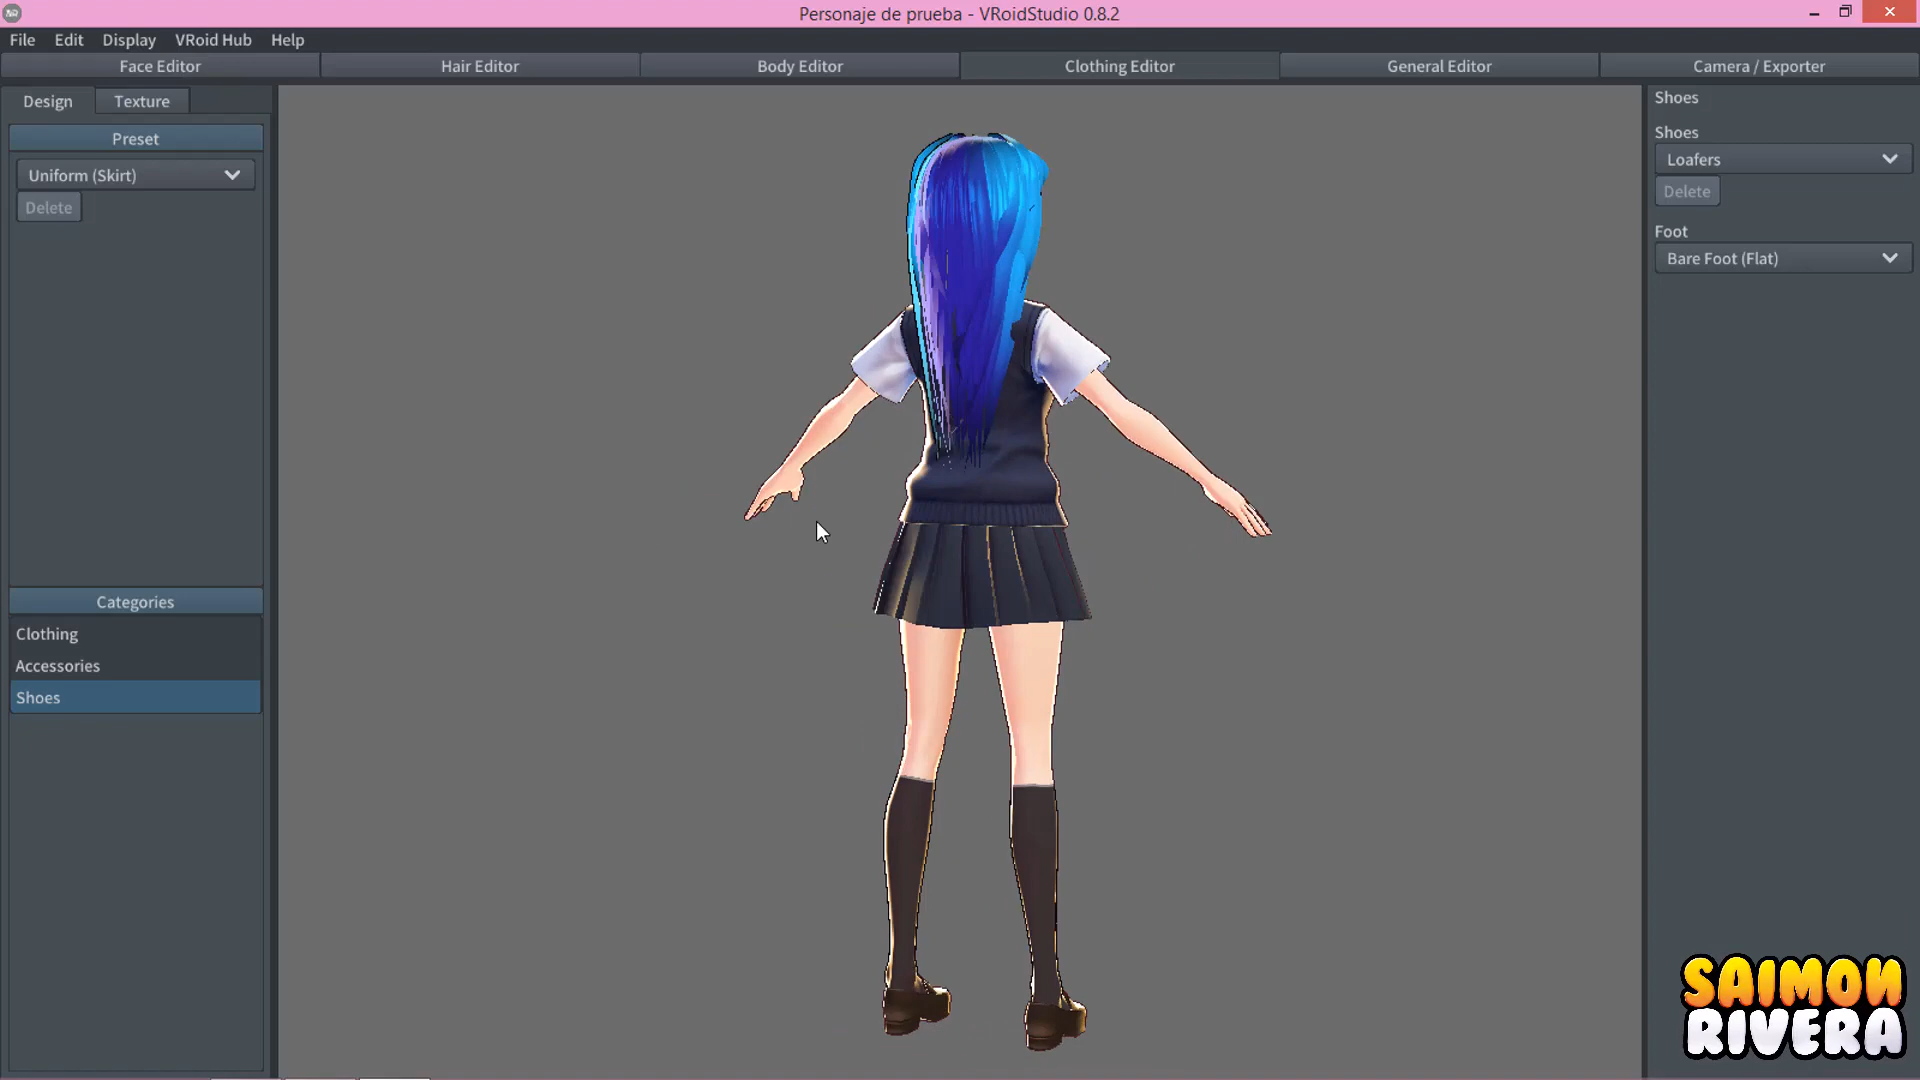 Personaje de prueba - VRoidStudio 0.8.2
File Edit Display VRoid Hub Help
Face Editor Hair Editor Body Editor Clothing Editor General Editor Camera / Exporter
Design Texture
Preset
Uniform (Skirt)
Delete
Categories
Clothing
Accessories
Shoes
Shoes
Shoes
Loafers
Delete
Foot
Bare Foot (Flat)
SAIMON
RIVERA